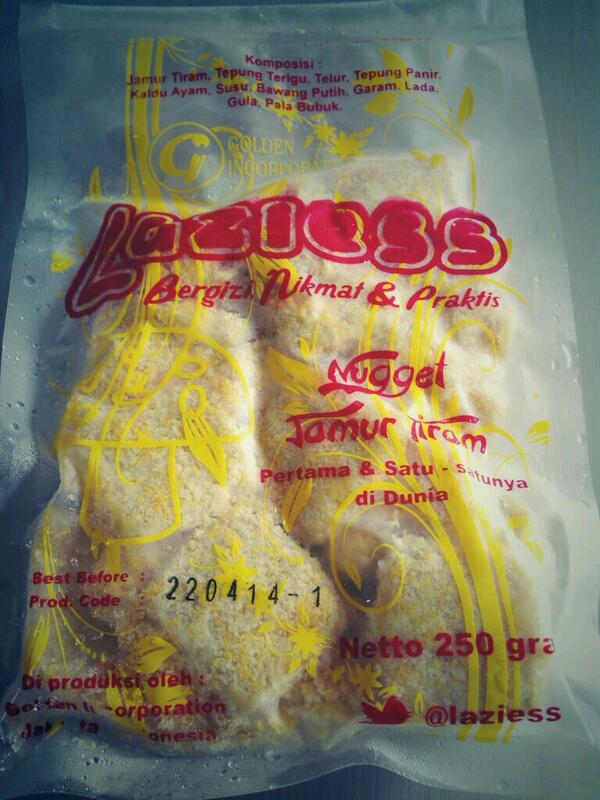 Komposisi :
Jamur Tiram, Tepung Terigu, Telur, Tepung Panir,
Kaldu Ayam, Susu, Bawang Putih, Garam, Lada,
Gula, Pala Bubuk.
G
GOLDEN
Laziess
Bergizi, Nikmat & Praktis
Nugget
Jamur Tiram
Pertama & Satu - satunya
di Dunia
Best Before :
Prod. Code : 220414-1
Netto 250 gra
Di produksi oleh :
@laziess